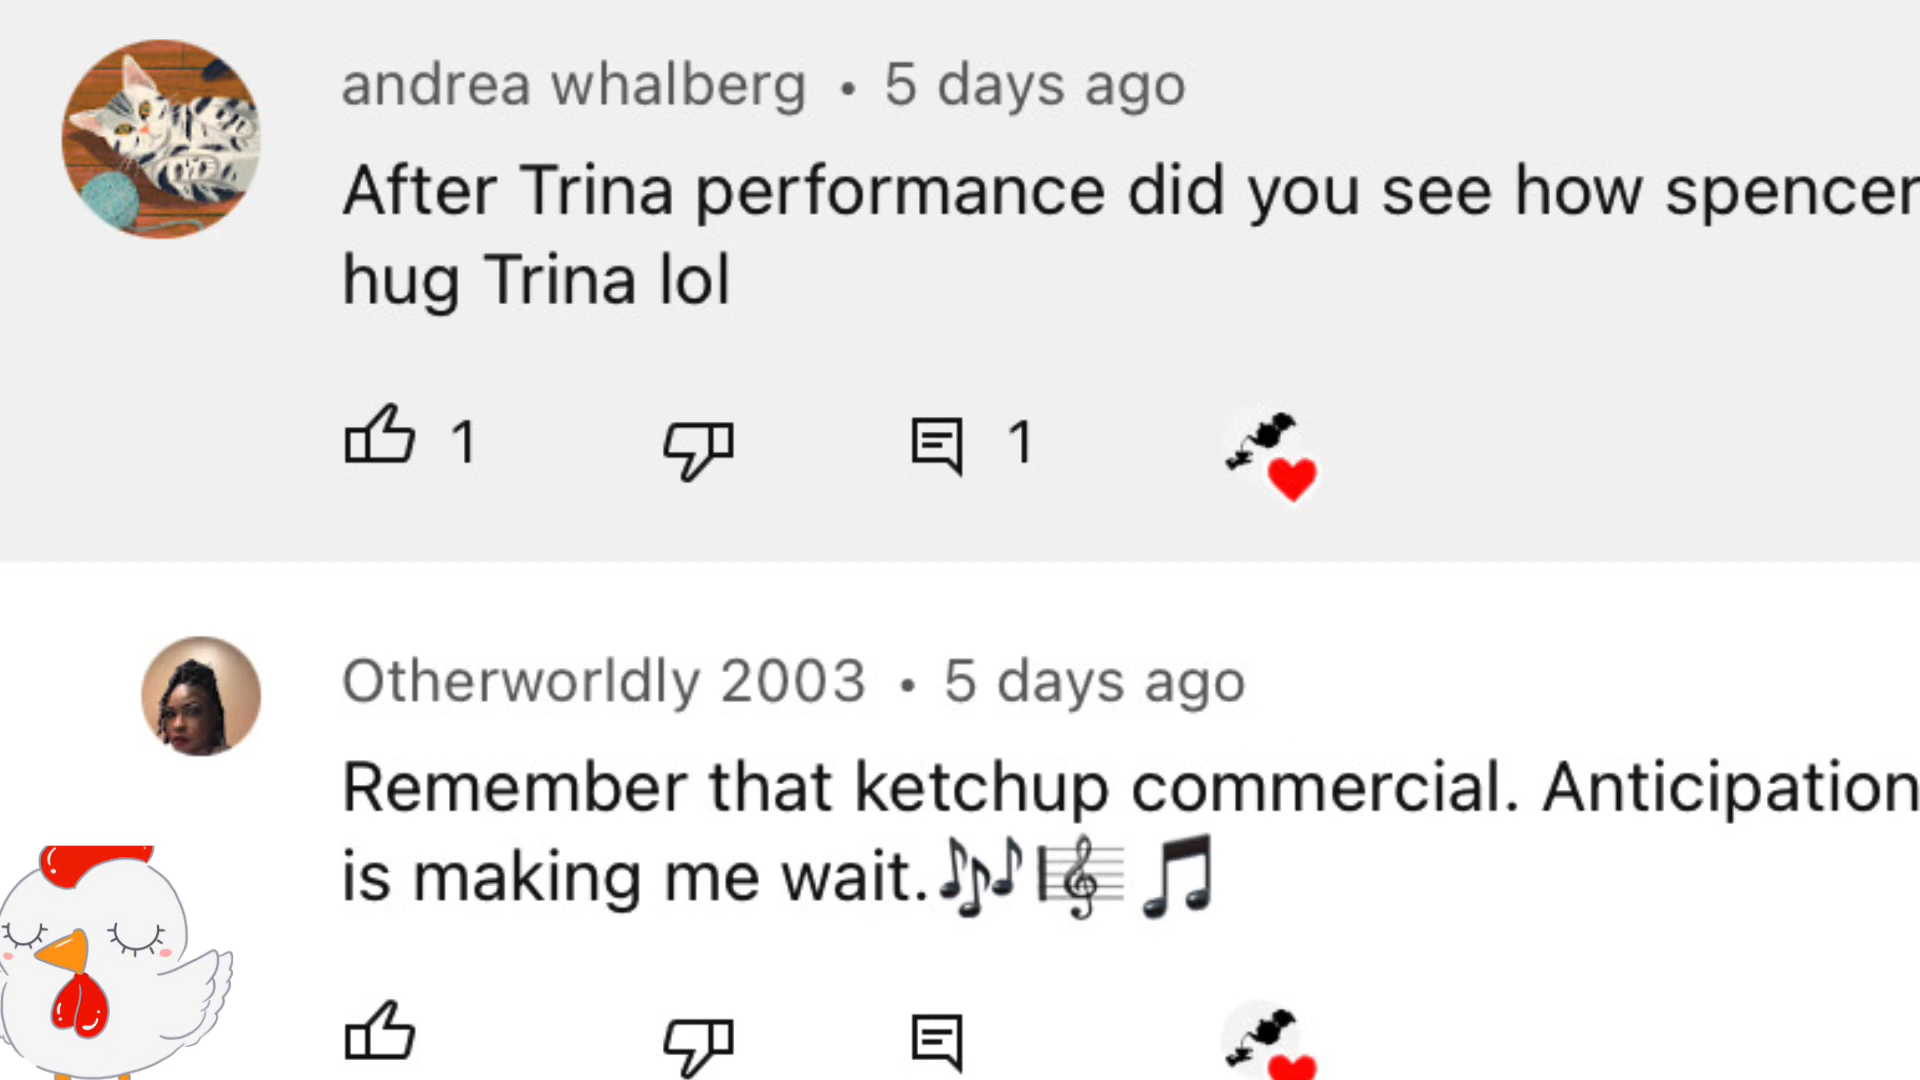 andrea whalberg • 5 days ago
After Trina performance did you see how spencer
hug Trina lol
1
1
Otherworldly 2003 • 5 days ago
Remember that ketchup commercial. Anticipation
is making me wait.🎶🎼🎵